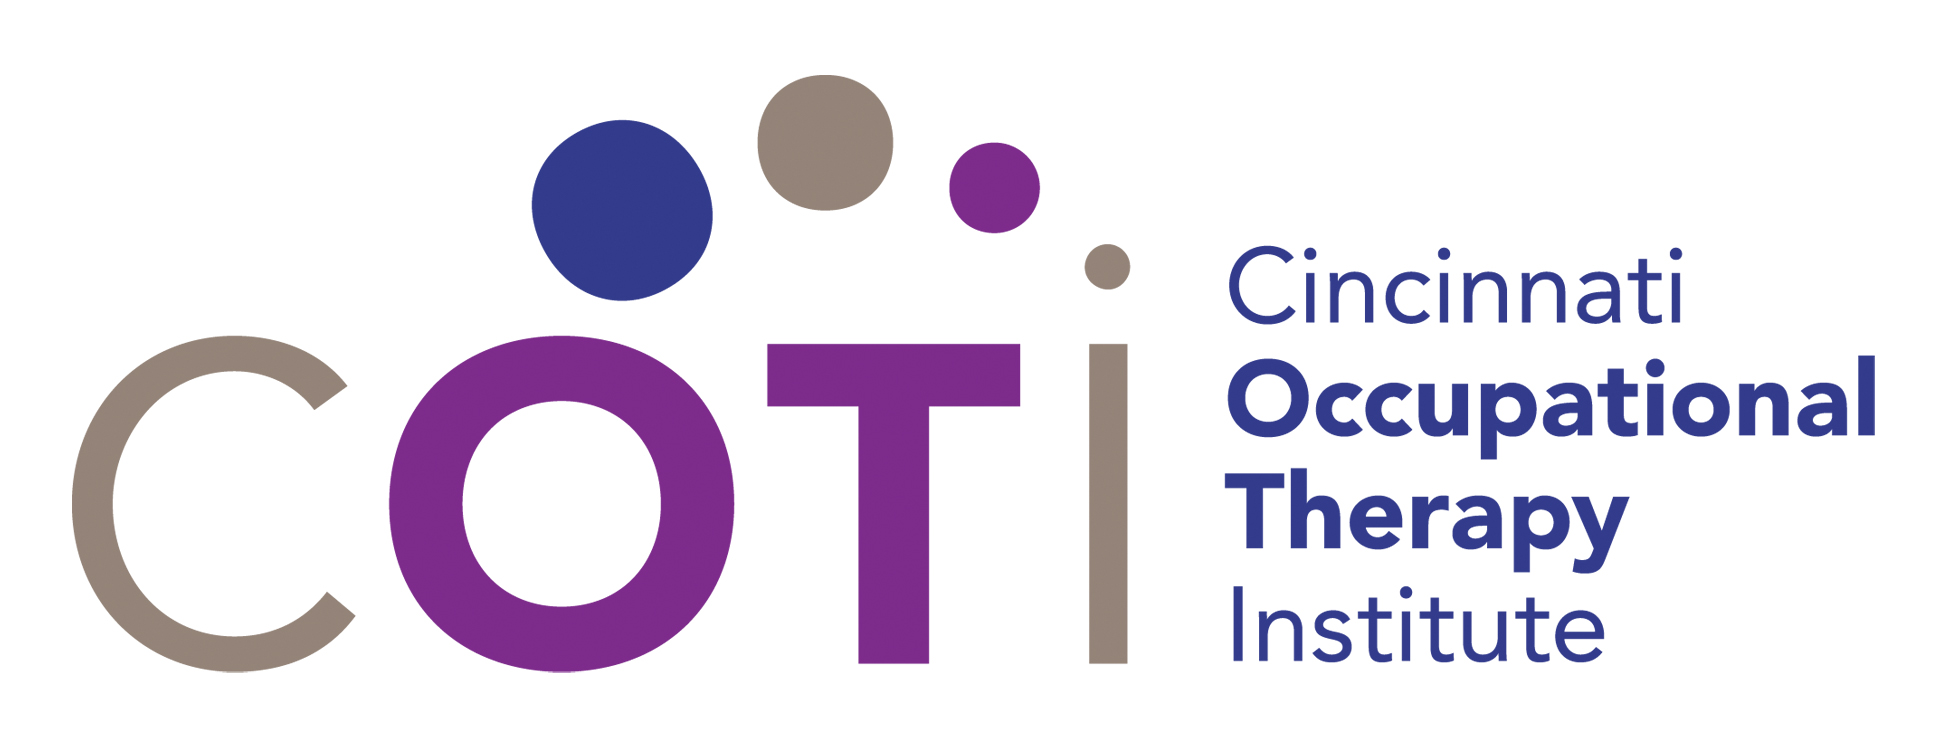 COTi
Cincinnati
Occupational
Therapy
Institute